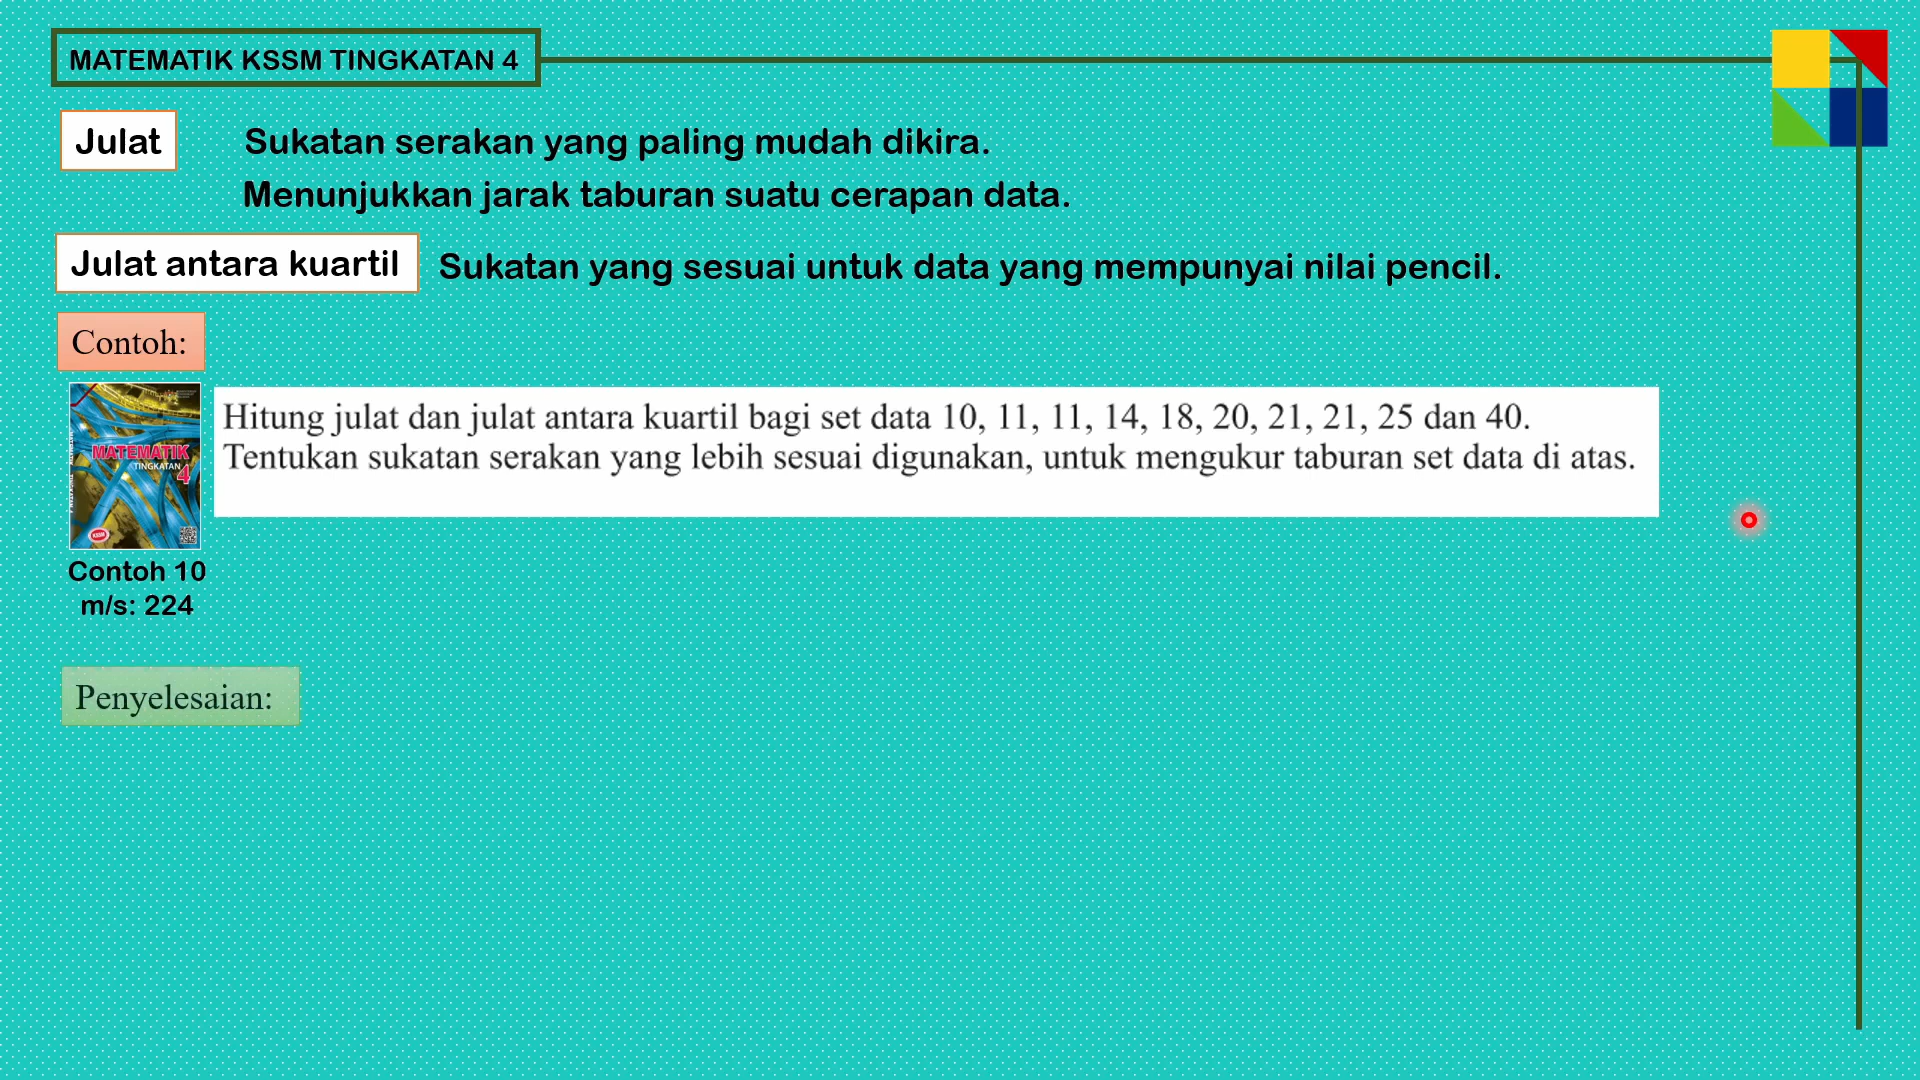 MATEMATIK KSSM TINGKATAN 4
Julat
Sukatan serakan yang paling mudah dikira.
Menunjukkan jarak taburan suatu cerapan data.
Julat antara kuartil
Sukatan yang sesuai untuk data yang mempunyai nilai pencil.
Contoh:
Hitung julat dan julat antara kuartil bagi set data 10, 11, 11, 14, 18, 20, 21, 21, 25 dan 40.
Tentukan sukatan serakan yang lebih sesuai digunakan, untuk mengukur taburan set data di atas.
MATEMATIK
TINGKATAN
4
KSSM
Contoh 10
m/s: 224
Penyelesaian: